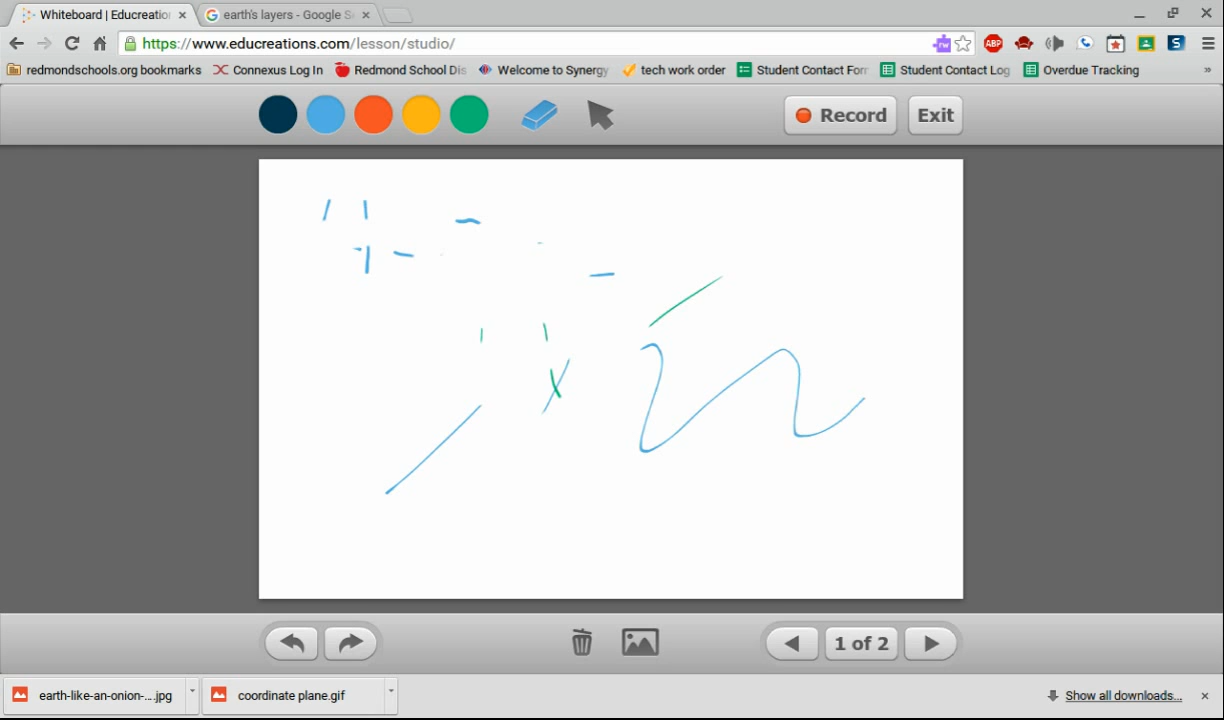 Whiteboard | Educreation
earth's layers - Google S
https://www.educreations.com/lesson/studio/
redmondschools.org bookmarks Connexus Log In Redmond School Dis Welcome to Synergy tech work order Student Contact Forr Student Contact Log Overdue Tracking »
Record Exit
1 of 2
earth-like-an-onion-....jpg coordinate plane.gif Show all downloads...